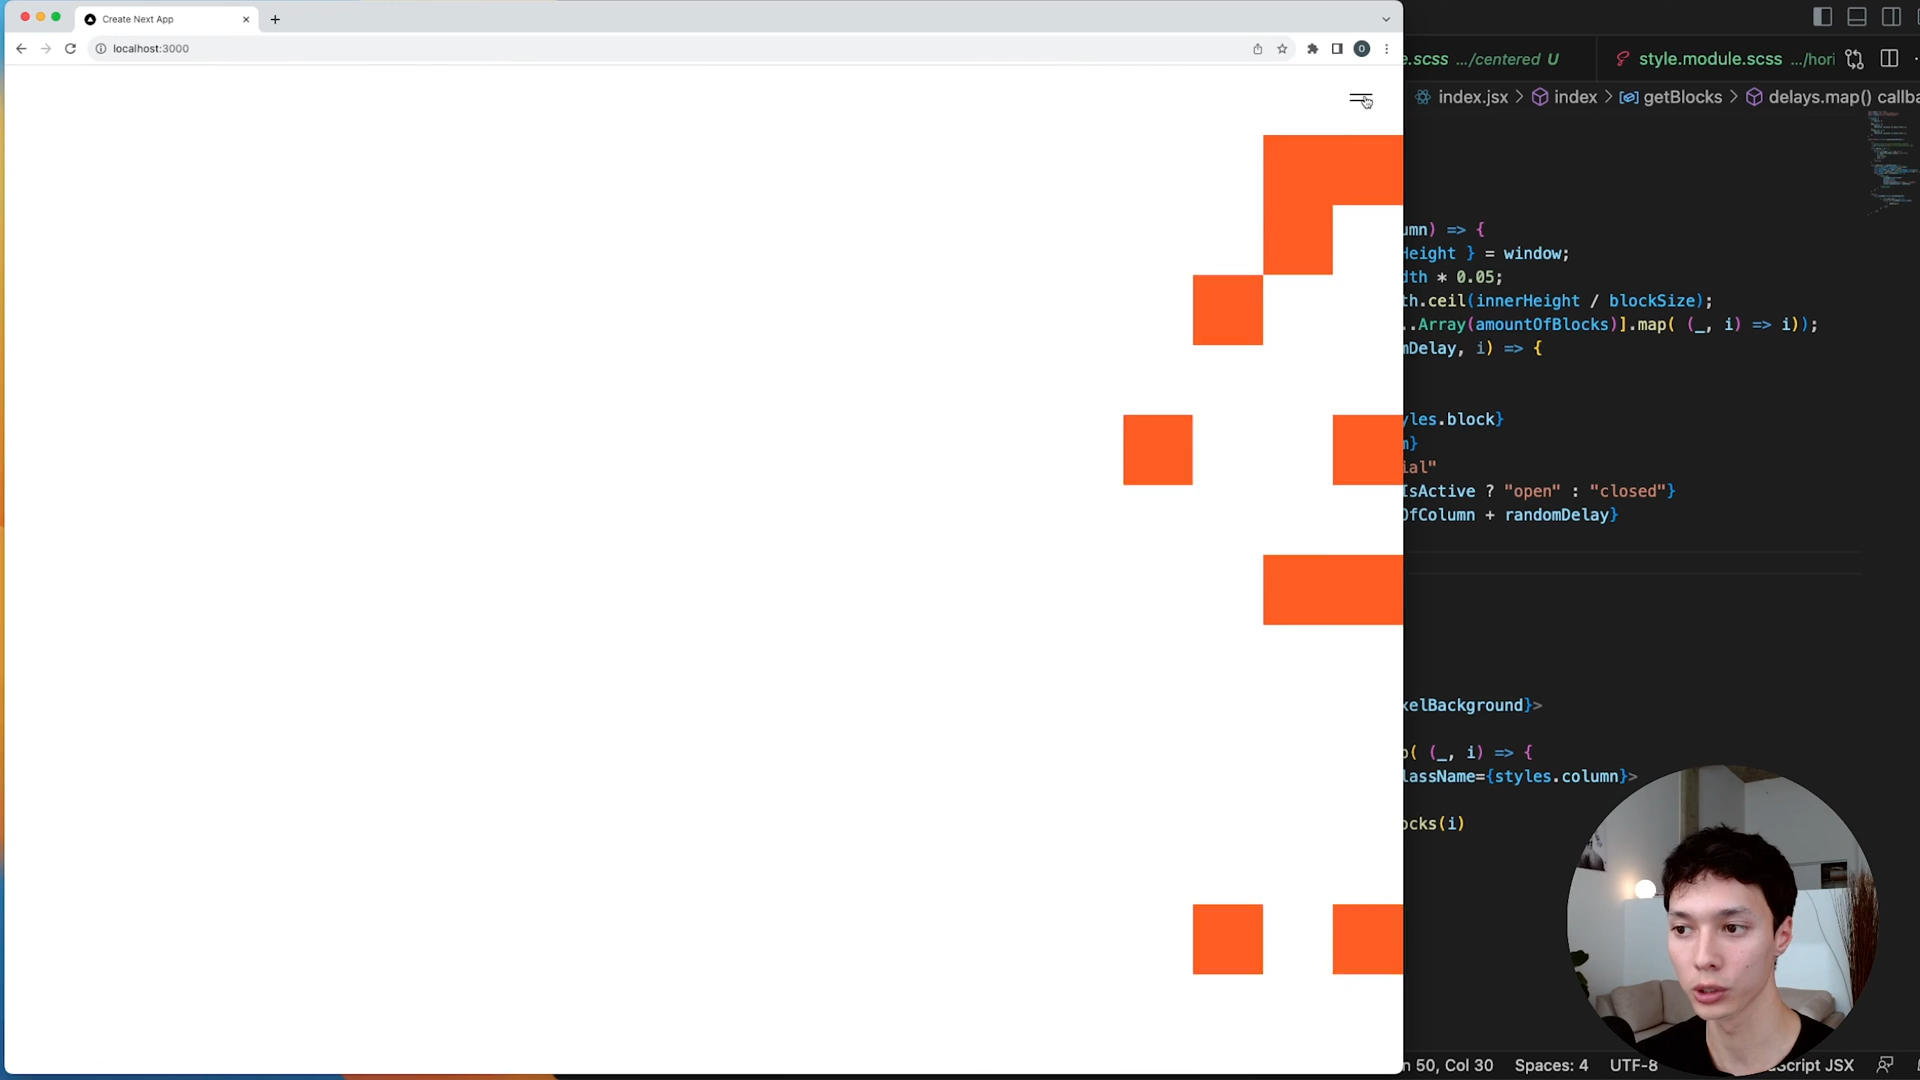 Create Next App
localhost:3000
O
e.scss .../centered U
style.module.scss .../hori
index.jsx > index > getBlocks > delays.map() callba
umn) => {
Height } = window;
dth * 0.05;
th.ceil(innerHeight / blockSize);
..Array(amountOfBlocks)].map( (_, i) => i));
mDelay, i) => {
yles.block}
m}
ial"
IsActive ? "open" : "closed"}
OfColumn + randomDelay}
xelBackground}>
p( (_, i) => {
lassName={styles.column}>
ocks(i)
n 50, Col 30 Spaces: 4 UTF-8 Script JSX